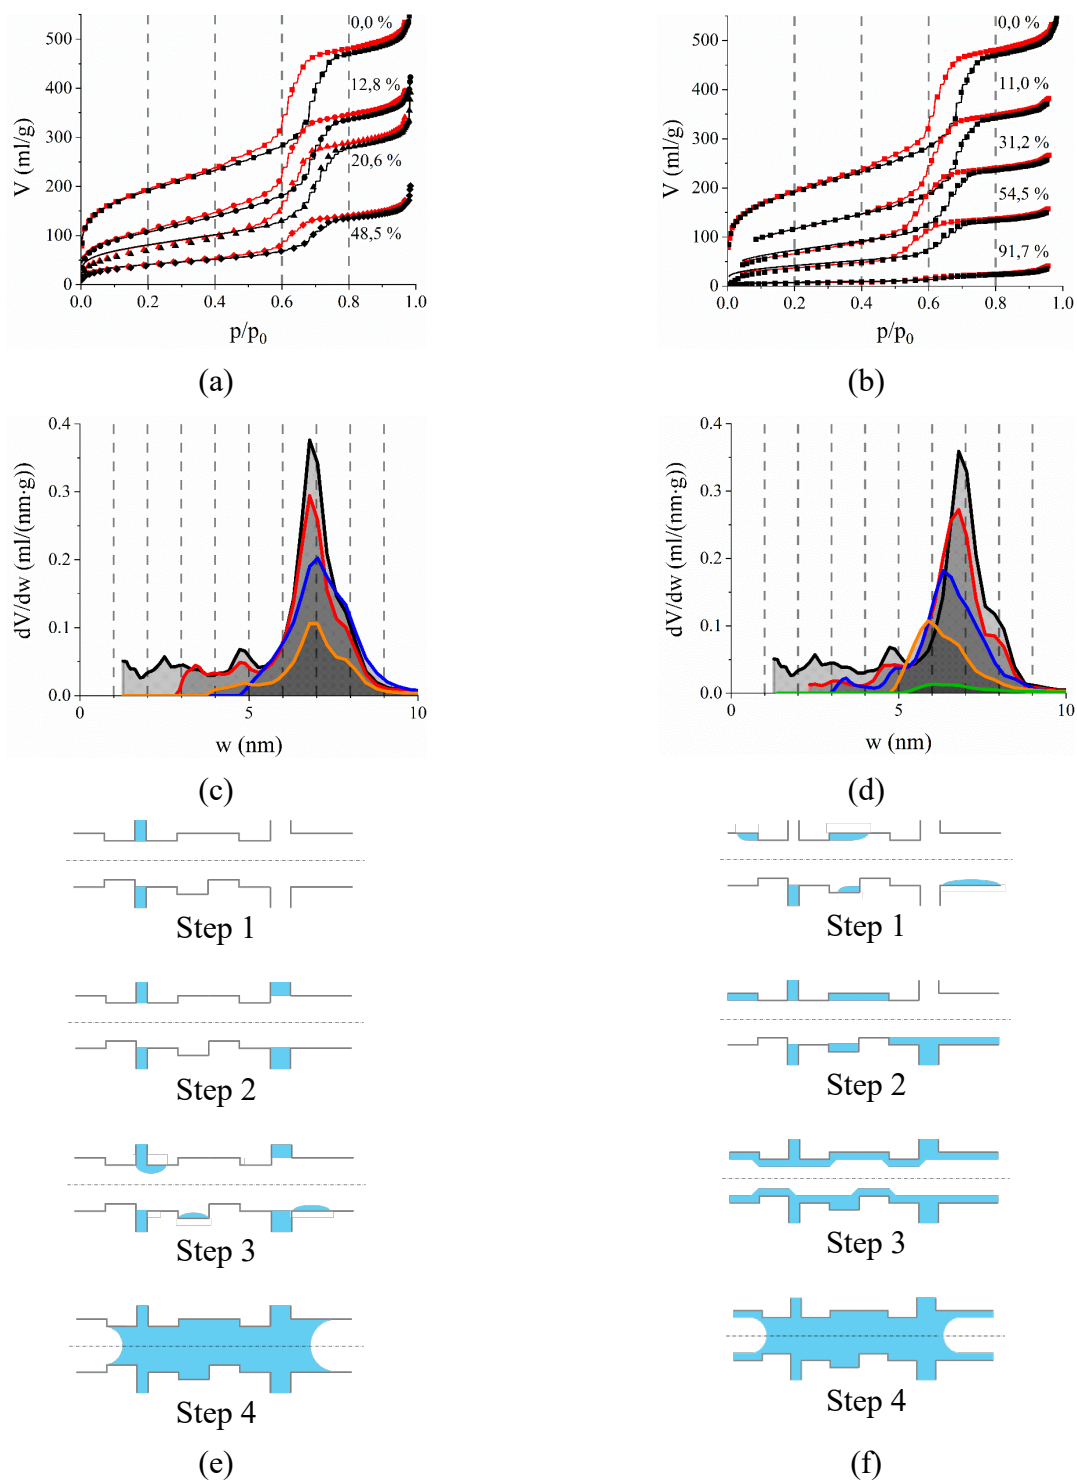 500
400
300
200
100
0
V (ml/g)
0,0 %
12,8 %
20,6 %
48,5 %
0.0 0.2 0.4 0.6 0.8 1.0
p/p₀
(a)
500
400
300
200
100
0
V (ml/g)
0,0 %
11,0 %
31,2 %
54,5 %
91,7 %
0.0 0.2 0.4 0.6 0.8 1.0
p/p₀
(b)
0.4
0.3
0.2
0.1
0.0
dV/dw (ml/(nm·g))
0 5 10
w (nm)
(c)
0.4
0.3
0.2
0.1
0.0
dV/dw (ml/(nm·g))
0 5 10
w (nm)
(d)
Step 1
Step 2
Step 3
Step 4
(e)
Step 1
Step 2
Step 3
Step 4
(f)